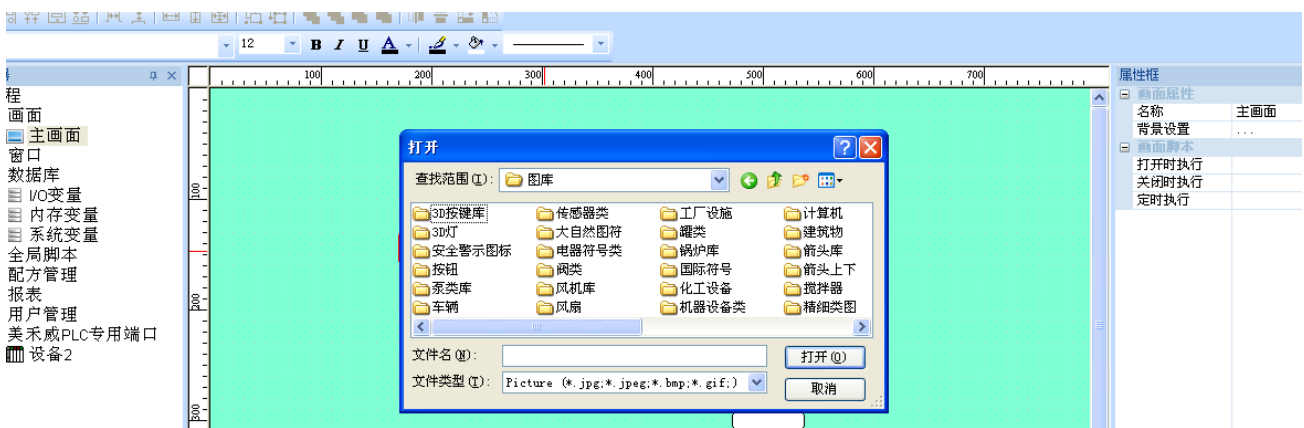 12 B I U A
100 200 300 400 500 600 700
程
画面
主画面
窗口
数据库
I/O变量
内存变量
系统变量
全局脚本
配方管理
报表
用户管理
美禾威PLC专用端口
设备2
100
200
300
打开
查找范围(I): 图库
3D按键库 传感器类 工厂设施 计算机
3D灯 大自然图符 罐类 建筑物
安全警示图标 电器符号类 锅炉库 箭头库
按钮 阀类 国际符号 箭头上下
泵类库 风机库 化工设备 搅拌器
车辆 风扇 机器设备类 精细类图
文件名(N): 打开(O)
文件类型(T): Picture (*.jpg;*.jpeg;*.bmp;*.gif;) 取消
属性框
画面属性
名称 主画面
背景设置 ...
画面脚本
打开时执行
关闭时执行
定时执行